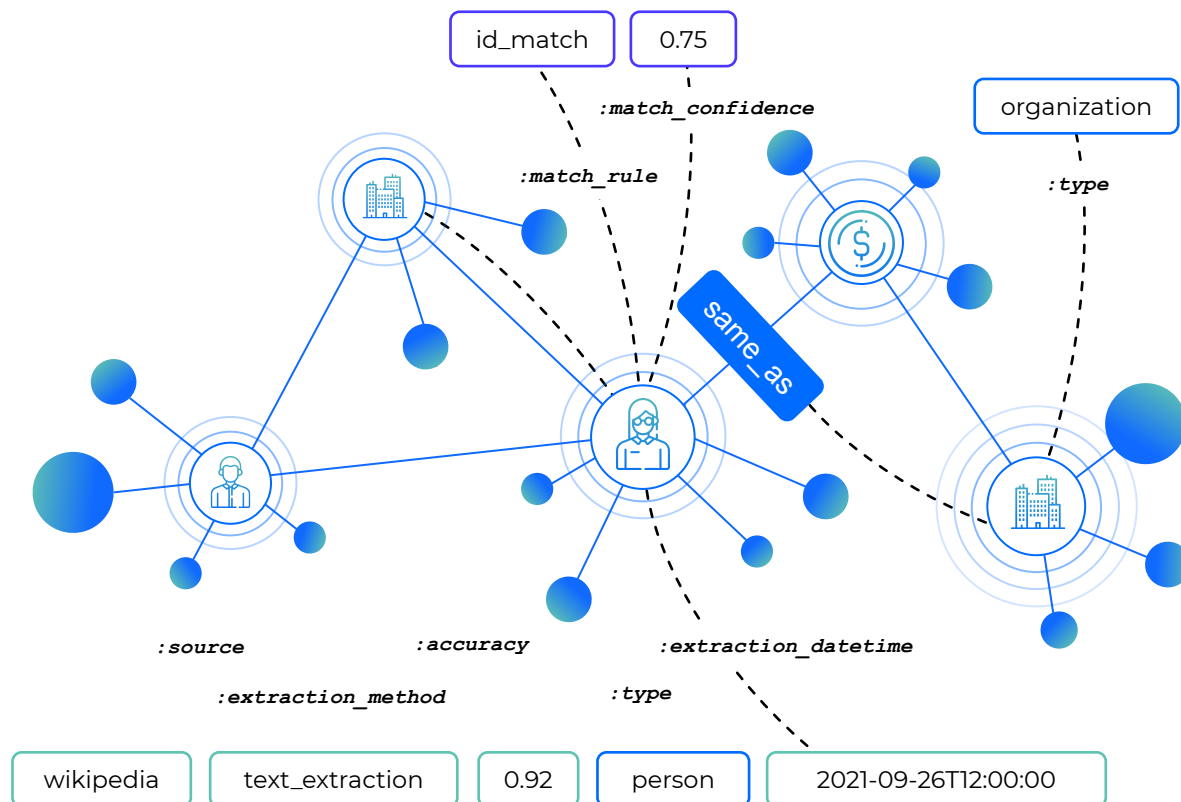 id_match
0.75
:match_confidence
organization
:match_rule
:type
$
same_as
:source
:accuracy
:extraction_datetime
:extraction_method
:type
wikipedia
text_extraction
0.92
person
2021-09-26T12:00:00